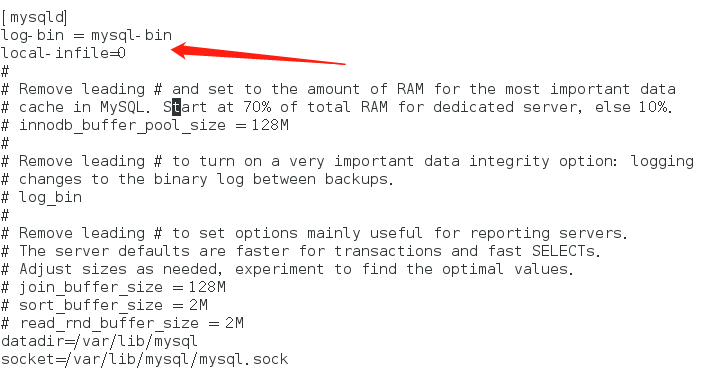 [mysqld]
log-bin = mysql-bin
local-infile=0
#
# Remove leading # and set to the amount of RAM for the most important data
# cache in MySQL. Start at 70% of total RAM for dedicated server, else 10%.
# innodb_buffer_pool_size = 128M
#
# Remove leading # to turn on a very important data integrity option: logging
# changes to the binary log between backups.
# log_bin
#
# Remove leading # to set options mainly useful for reporting servers.
# The server defaults are faster for transactions and fast SELECTs.
# Adjust sizes as needed, experiment to find the optimal values.
# join_buffer_size = 128M
# sort_buffer_size = 2M
# read_rnd_buffer_size = 2M
datadir=/var/lib/mysql
socket=/var/lib/mysql/mysql.sock